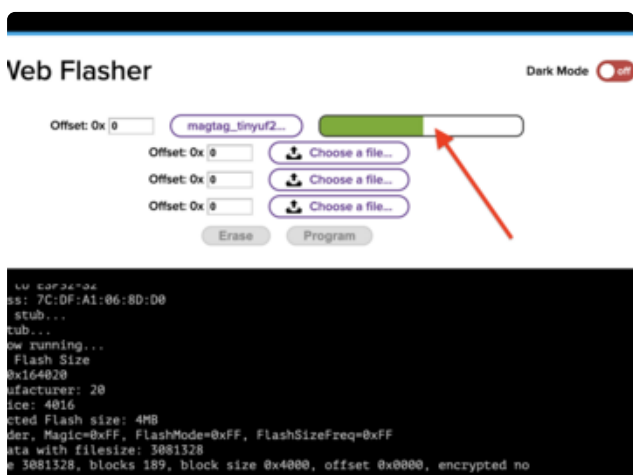 Web Flasher
Dark Mode off
Offset: 0x 0 magtag_tinyuf2...
Offset: 0x 0 Choose a file...
Offset: 0x 0 Choose a file...
Offset: 0x 0 Choose a file...
Erase Program
to ESP32-S2
ss: 7C:DF:A1:06:8D:D0
stub...
tub...
ow running...
Flash Size
0x164020
ufacturer: 20
ice: 4016
cted Flash size: 4MB
der, Magic=0xFF, FlashMode=0xFF, FlashSizeFreq=0xFF
ata with filesize: 3081328
e 3081328, blocks 189, block size 0x4000, offset 0x0000, encrypted no